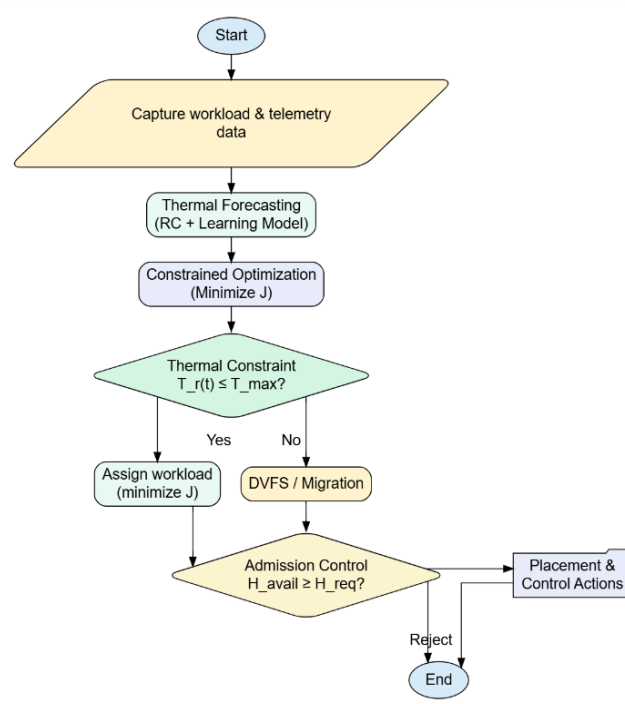 Start
Capture workload & telemetry
data
Thermal Forecasting
(RC + Learning Model)
Constrained Optimization
(Minimize J)
Thermal Constraint
T_r(t) ≤ T_max?
Yes
No
Assign workload
(minimize J)
DVFS / Migration
Admission Control
H_avail ≥ H_req?
Placement &
Control Actions
Reject
End